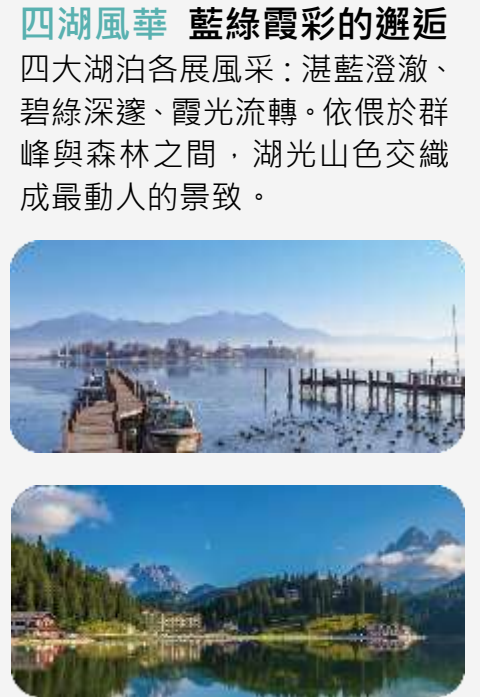 四湖風華 藍綠霞彩的邂逅
四大湖泊各展風采：湛藍澄澈、
碧綠深邃、霞光流轉。依偎於群
峰與森林之間，湖光山色交織
成最動人的景致。